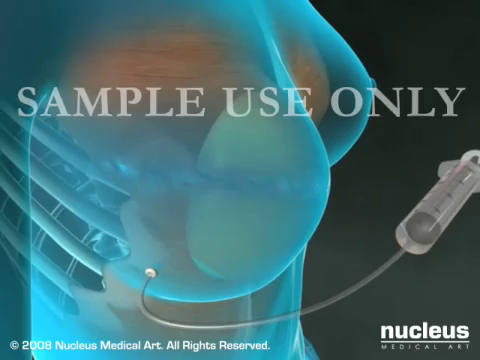 SAMPLE USE ONLY
nucleus
MEDICAL ART
© 2008 Nucleus Medical Art. All Rights Reserved.